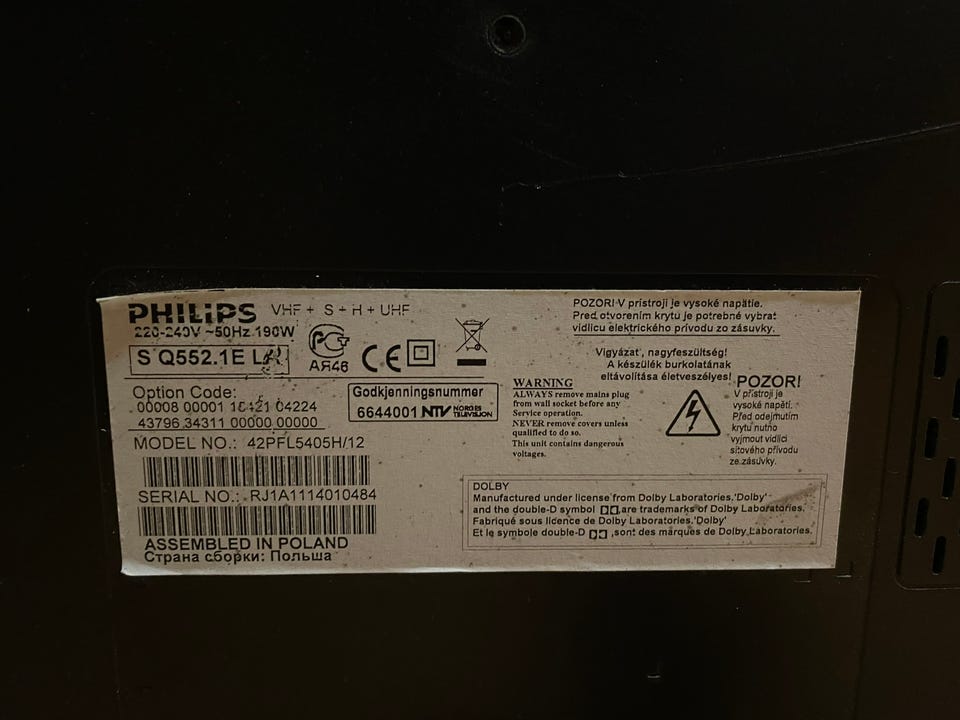 PHILIPS VHF + S + H + UHF
220-240V ~50Hz 190W
Q552.1E
АЯ46
CE
Option Code:
00008 00001 04224
43796 34311 00000 00000
Godkjenningsnummer
6644001 NTV NORGES TELEVISION
MODEL NO.: 42PFL5405H/12
SERIAL NO.: RJ1A1114010484
ASSEMBLED IN POLAND
Страна сборки: Польша
POZOR! V prístroji je vysoké napätie.
Pred otvorením krytu je potrebné vybrať
vidlicu elektrického prívodu zo zásuvky.
Vigyázat, nagyfeszültség!
A készülék burkolatának
eltávolítása életveszélyes!
WARNING
ALWAYS remove mains plug
from wall socket before any
Service operation.
NEVER remove covers unless
qualified to do so.
This unit contains dangerous
voltages.
POZOR!
V přístroji je
vysoké napětí.
Před odejmutím
krytu nutno
vyjmout vidlici
síťového přívodu
ze zásuvky.
DOLBY
Manufactured under license from Dolby Laboratories.'Dolby'
and the double-D symbol ,are trademarks of Dolby Laboratories.
Fabriqué sous licence de Dolby Laboratories.'Dolby'
Et le symbole double-D ,sont des marques de Dolby Laboratories.